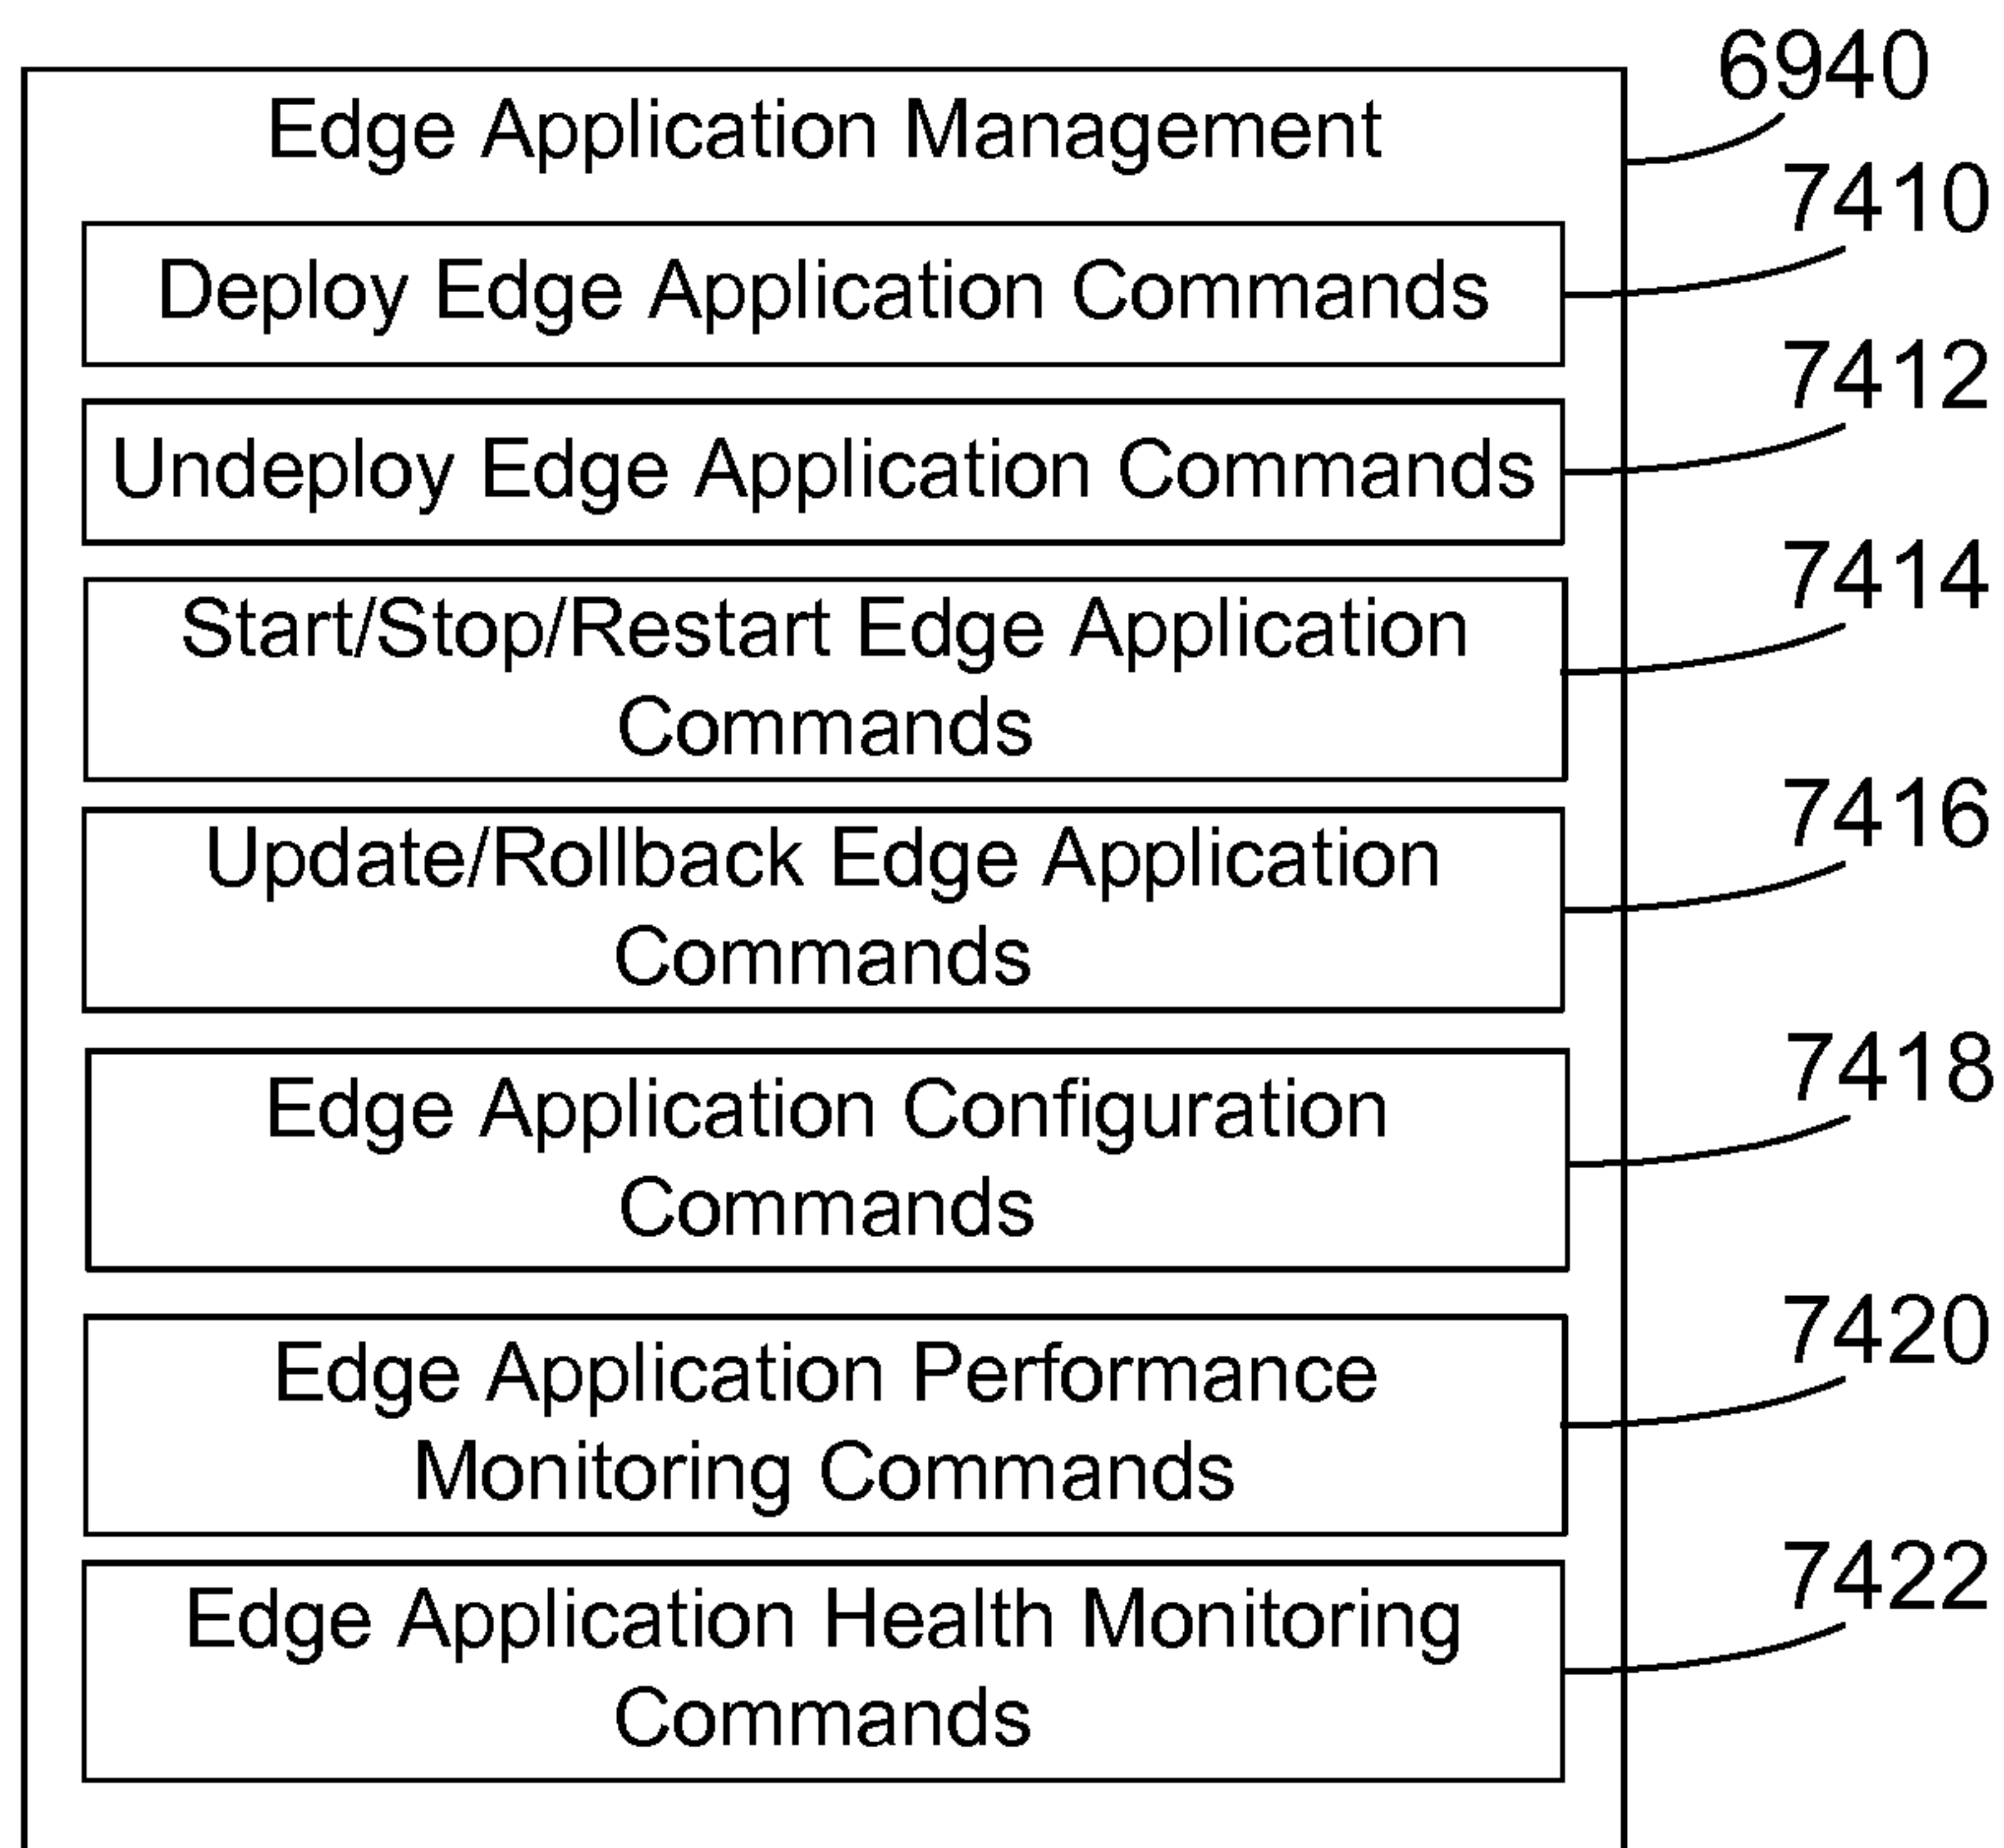 6940
Edge Application Management
7410
Deploy Edge Application Commands
7412
Undeploy Edge Application Commands
7414
Start/Stop/Restart Edge Application
Commands
7416
Update/Rollback Edge Application
Commands
7418
Edge Application Configuration
Commands
7420
Edge Application Performance
Monitoring Commands
7422
Edge Application Health Monitoring
Commands